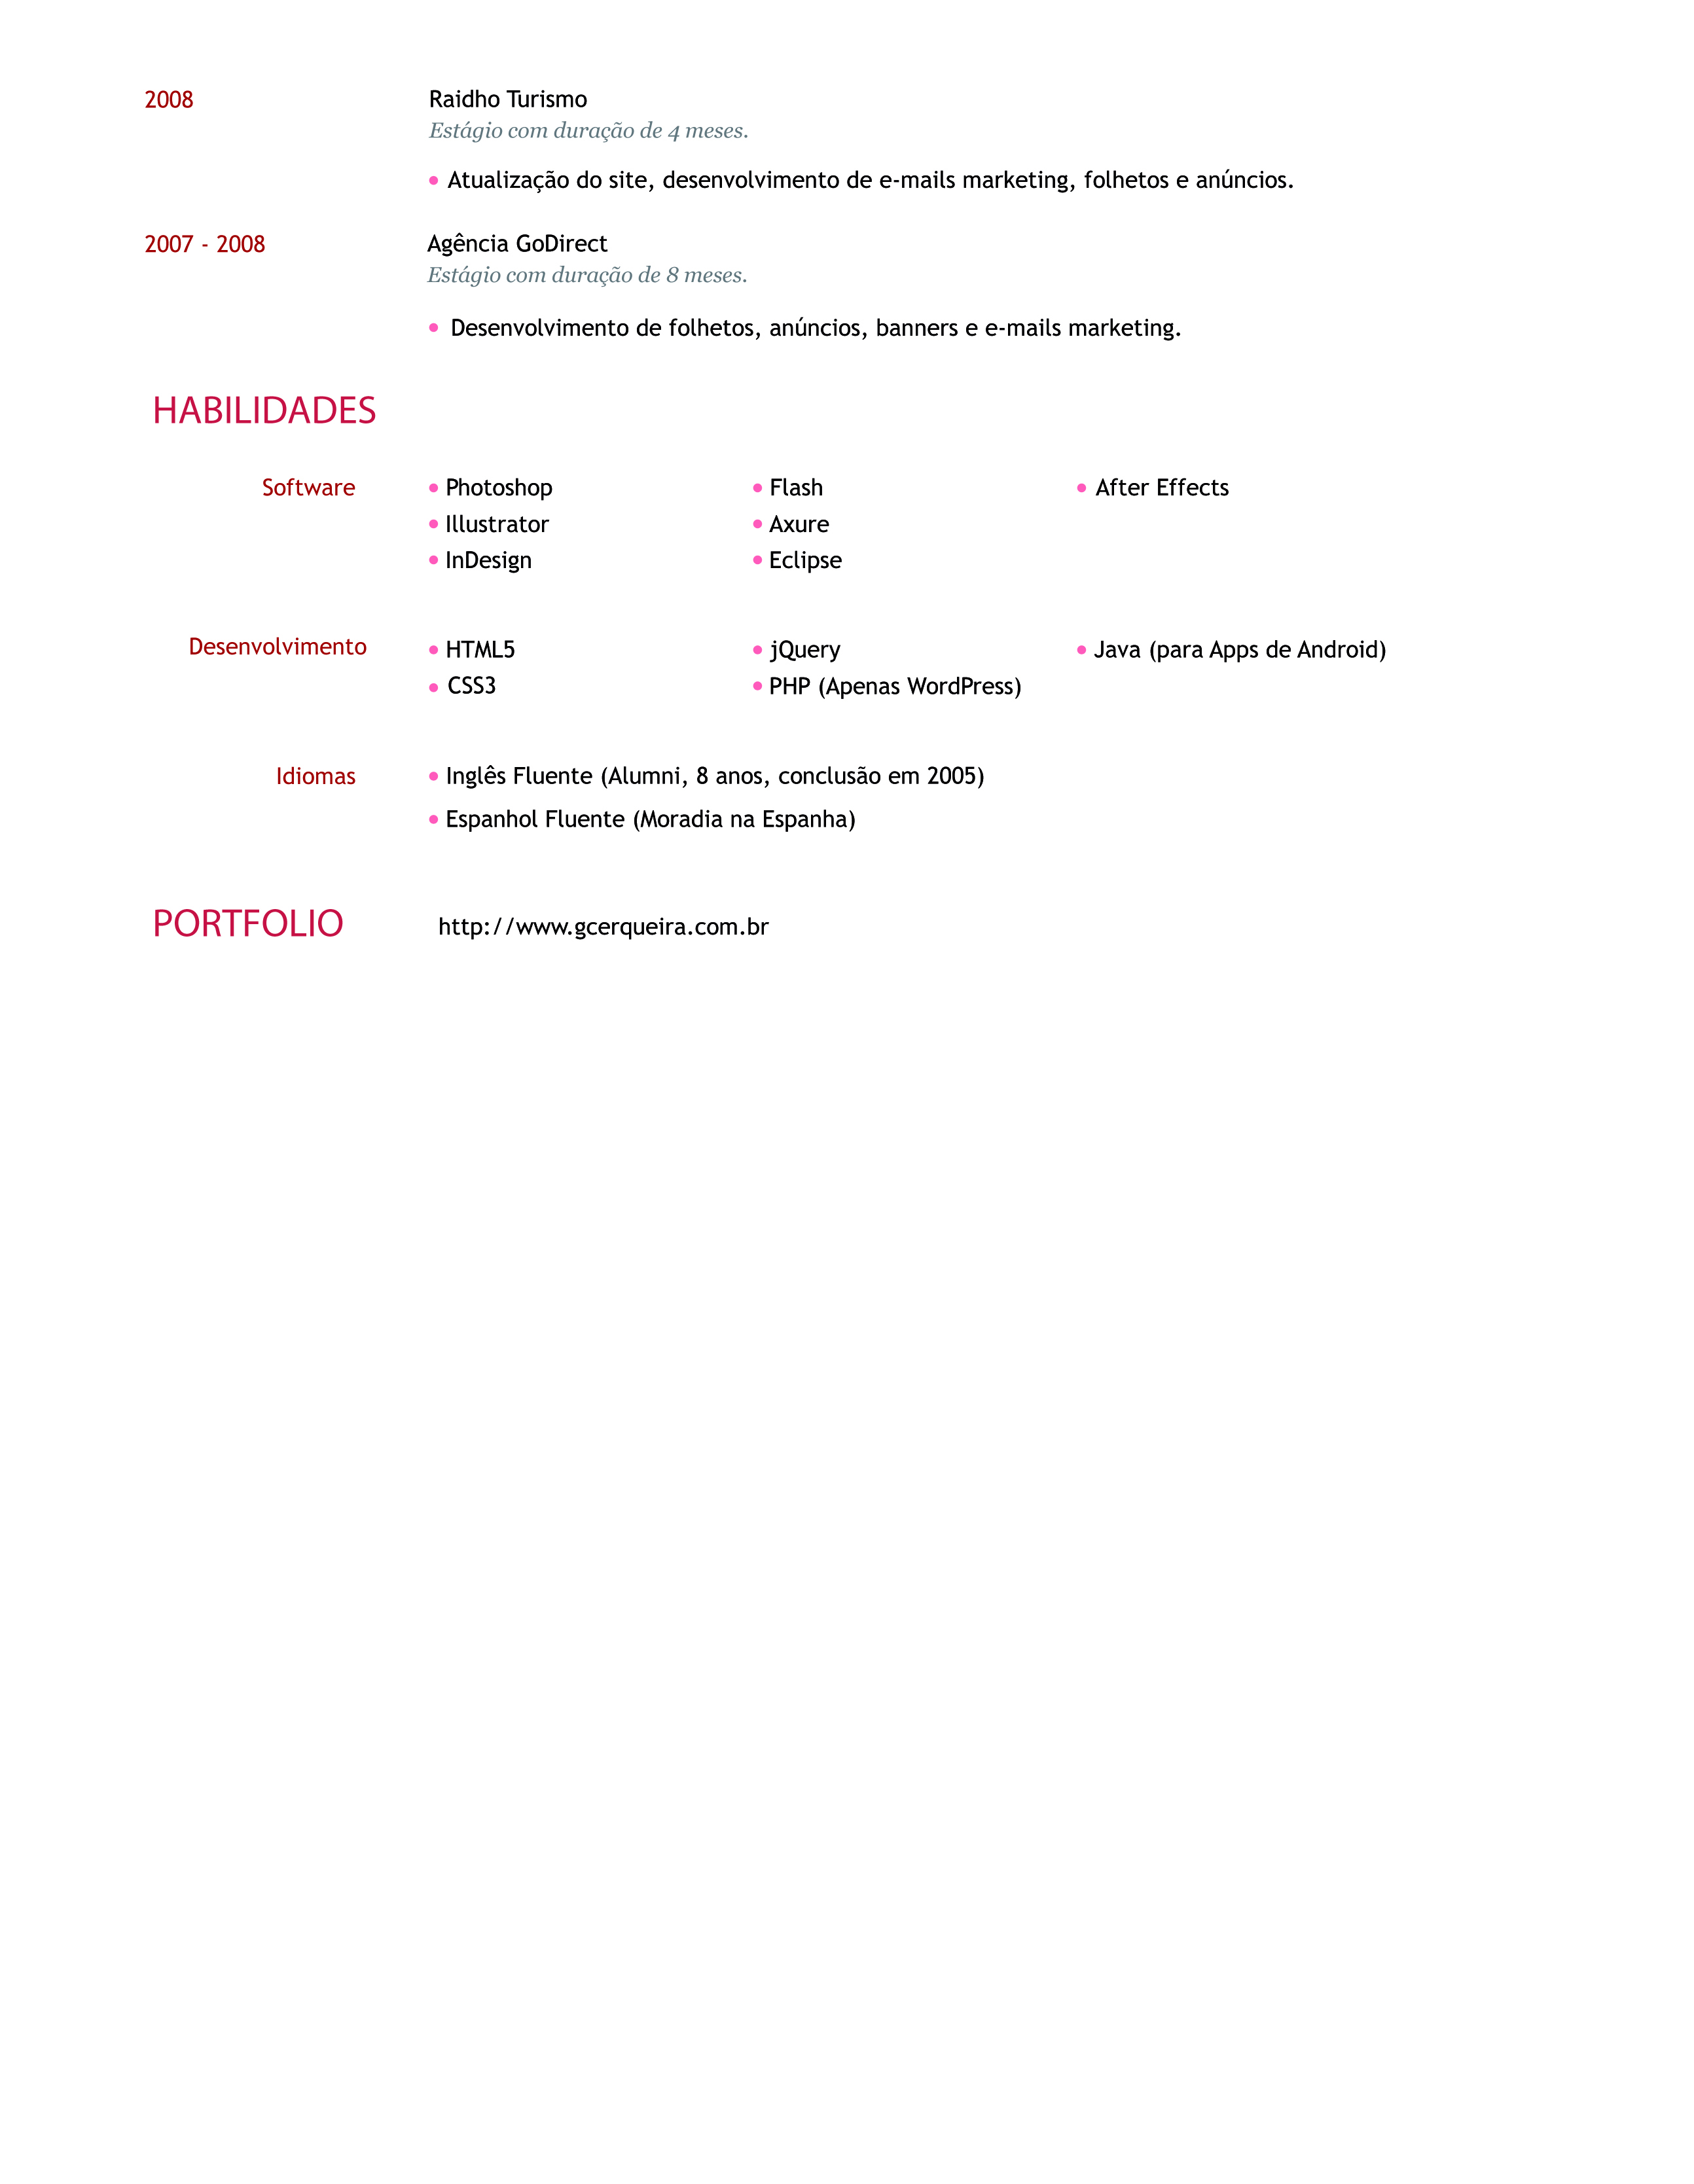 2008 Raidho Turismo
Estágio com duração de 4 meses.
• Atualização do site, desenvolvimento de e-mails marketing, folhetos e anúncios.
2007 - 2008 Agência GoDirect
Estágio com duração de 8 meses.
• Desenvolvimento de folhetos, anúncios, banners e e-mails marketing.
HABILIDADES
Software • Photoshop • Flash • After Effects
• Illustrator • Axure
• InDesign • Eclipse
Desenvolvimento • HTML5 • jQuery • Java (para Apps de Android)
• CSS3 • PHP (Apenas WordPress)
Idiomas • Inglês Fluente (Alumni, 8 anos, conclusão em 2005)
• Espanhol Fluente (Moradia na Espanha)
PORTFOLIO http://www.gcerqueira.com.br